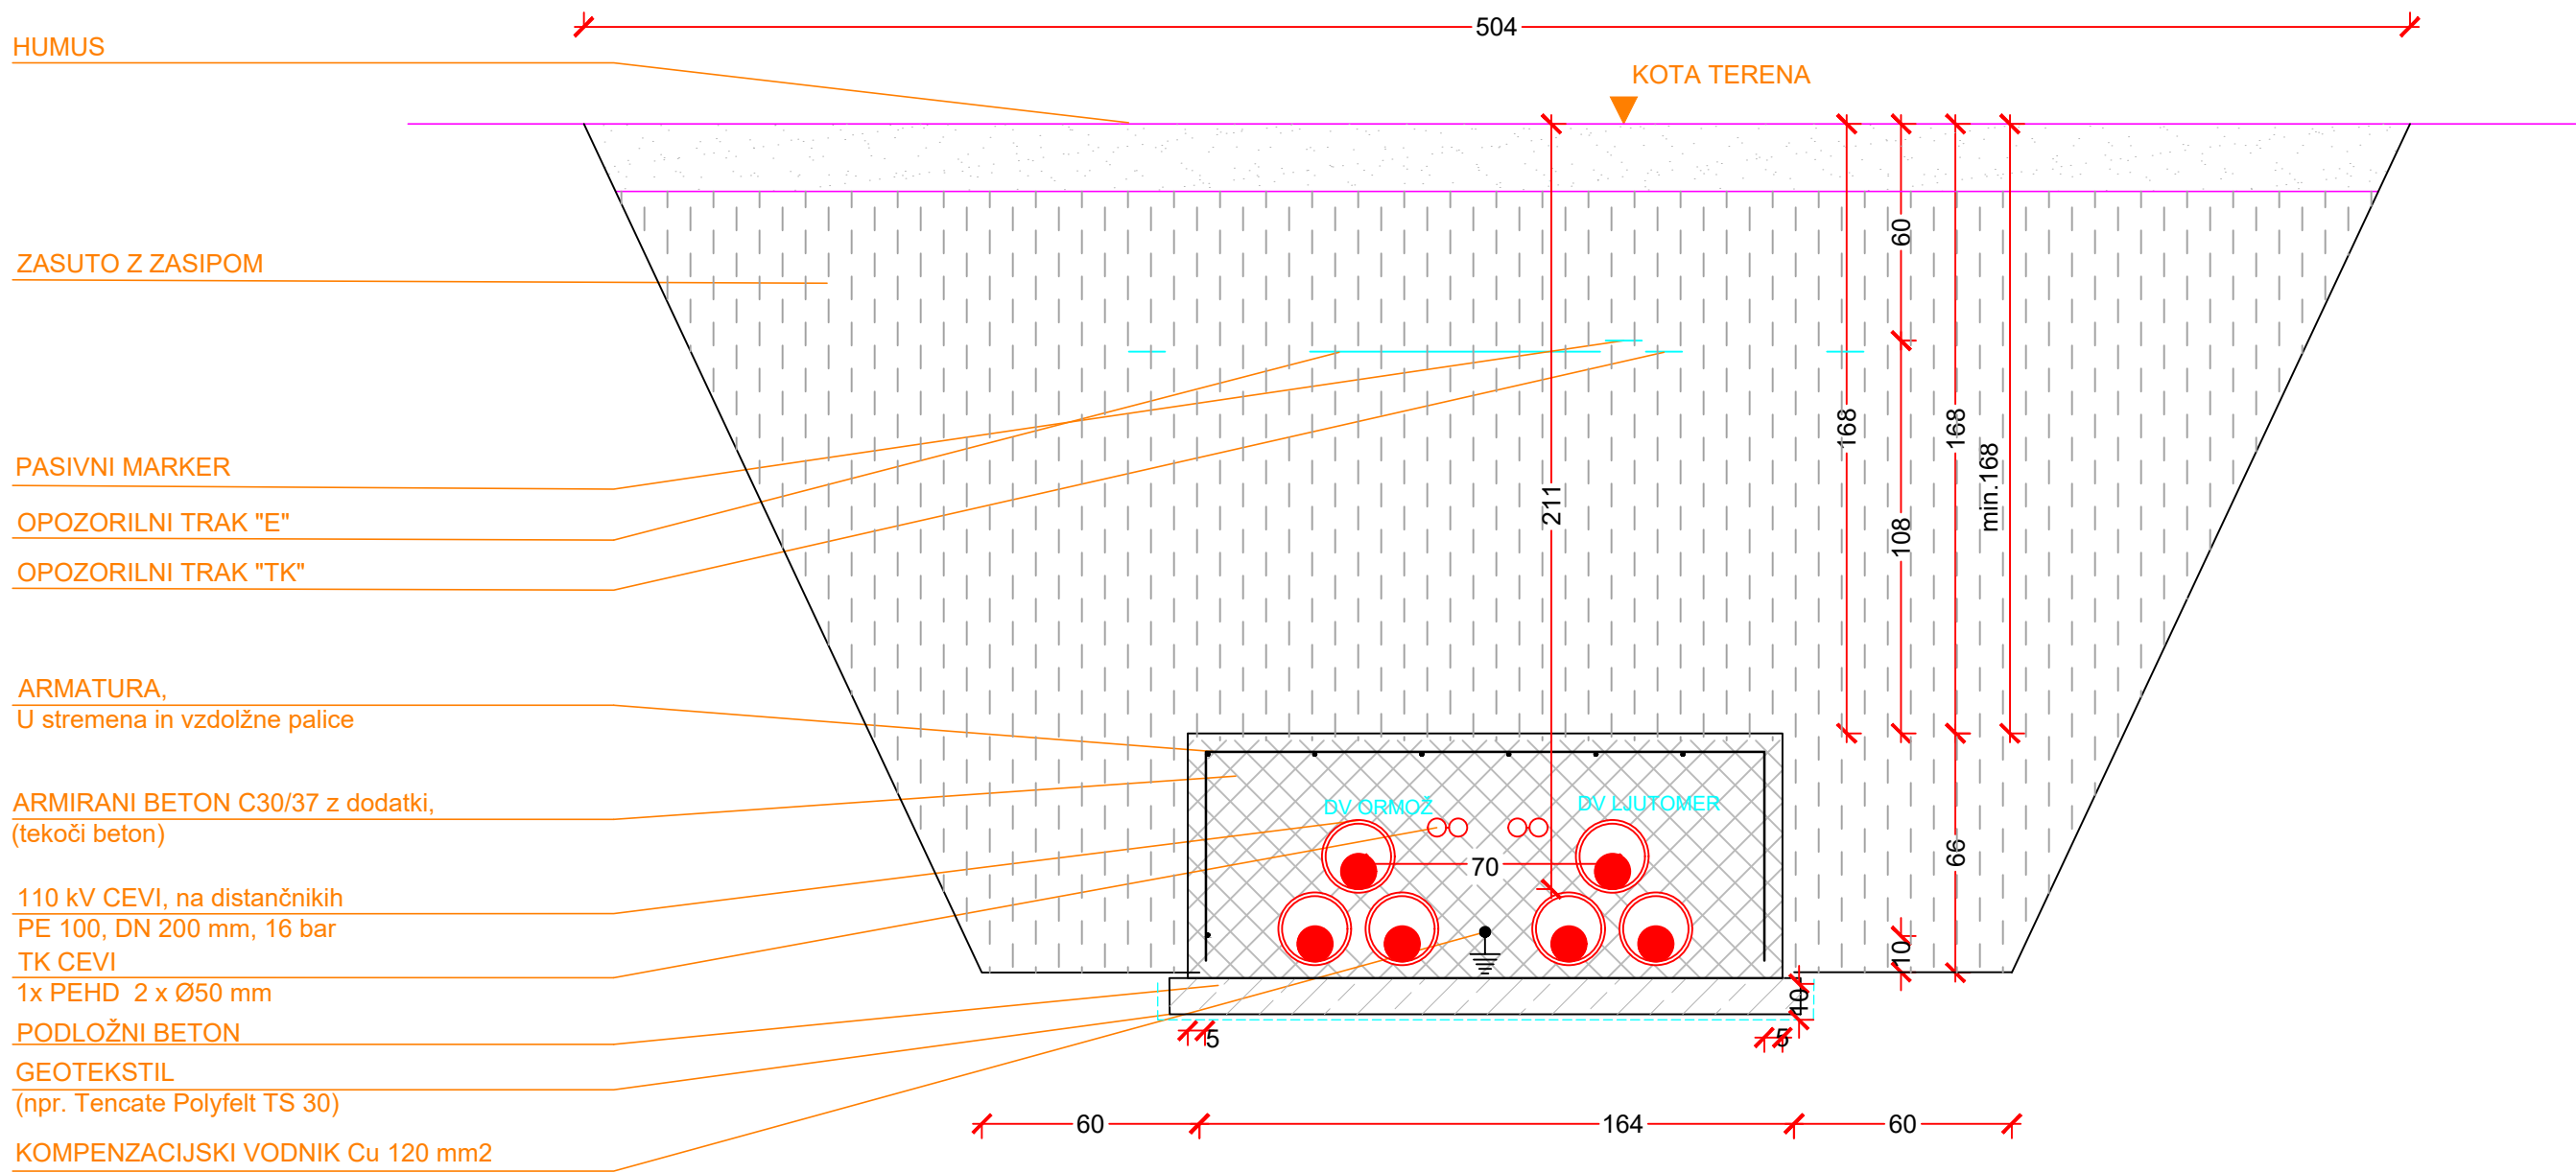 504
HUMUS
KOTA TERENA
60
ZASUTO Z ZASIPOM
168
168
min.168
PASIVNI MARKER
211
OPOZORILNI TRAK "E"
108
OPOZORILNI TRAK "TK"
ARMATURA,
U stremena in vzdolžne palice
ARMIRANI BETON C30/37 z dodatki,
(tekoči beton)
DV ORMOŽ
DV LJUTOMER
66
70
110 kV CEVI, na distančnikih
PE 100, DN 200 mm, 16 bar
10
TK CEVI
1x PEHD 2 x Ø50 mm
10
PODLOŽNI BETON
5
5
GEOTEKSTIL
(npr. Tencate Polyfelt TS 30)
60
164
60
KOMPENZACIJSKI VODNIK Cu 120 mm2